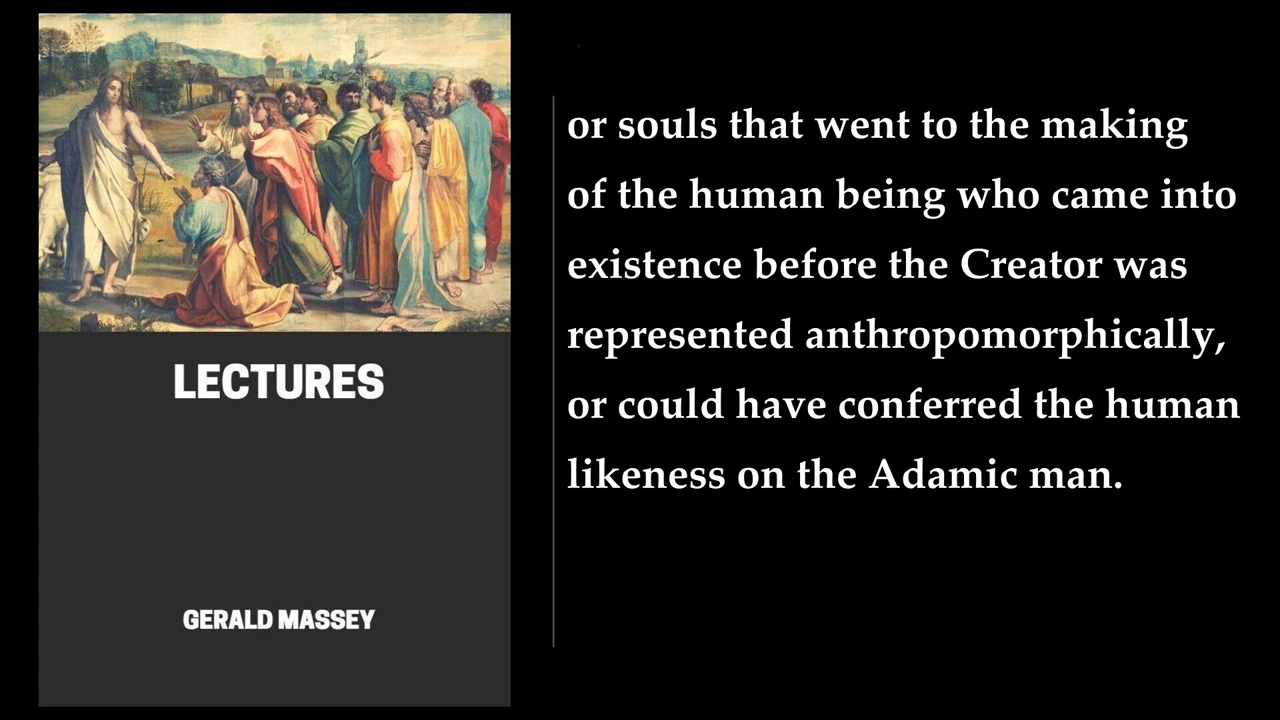 LECTURES
GERALD MASSEY
or souls that went to the making
of the human being who came into
existence before the Creator was
represented anthropomorphically,
or could have conferred the human
likeness on the Adamic man.